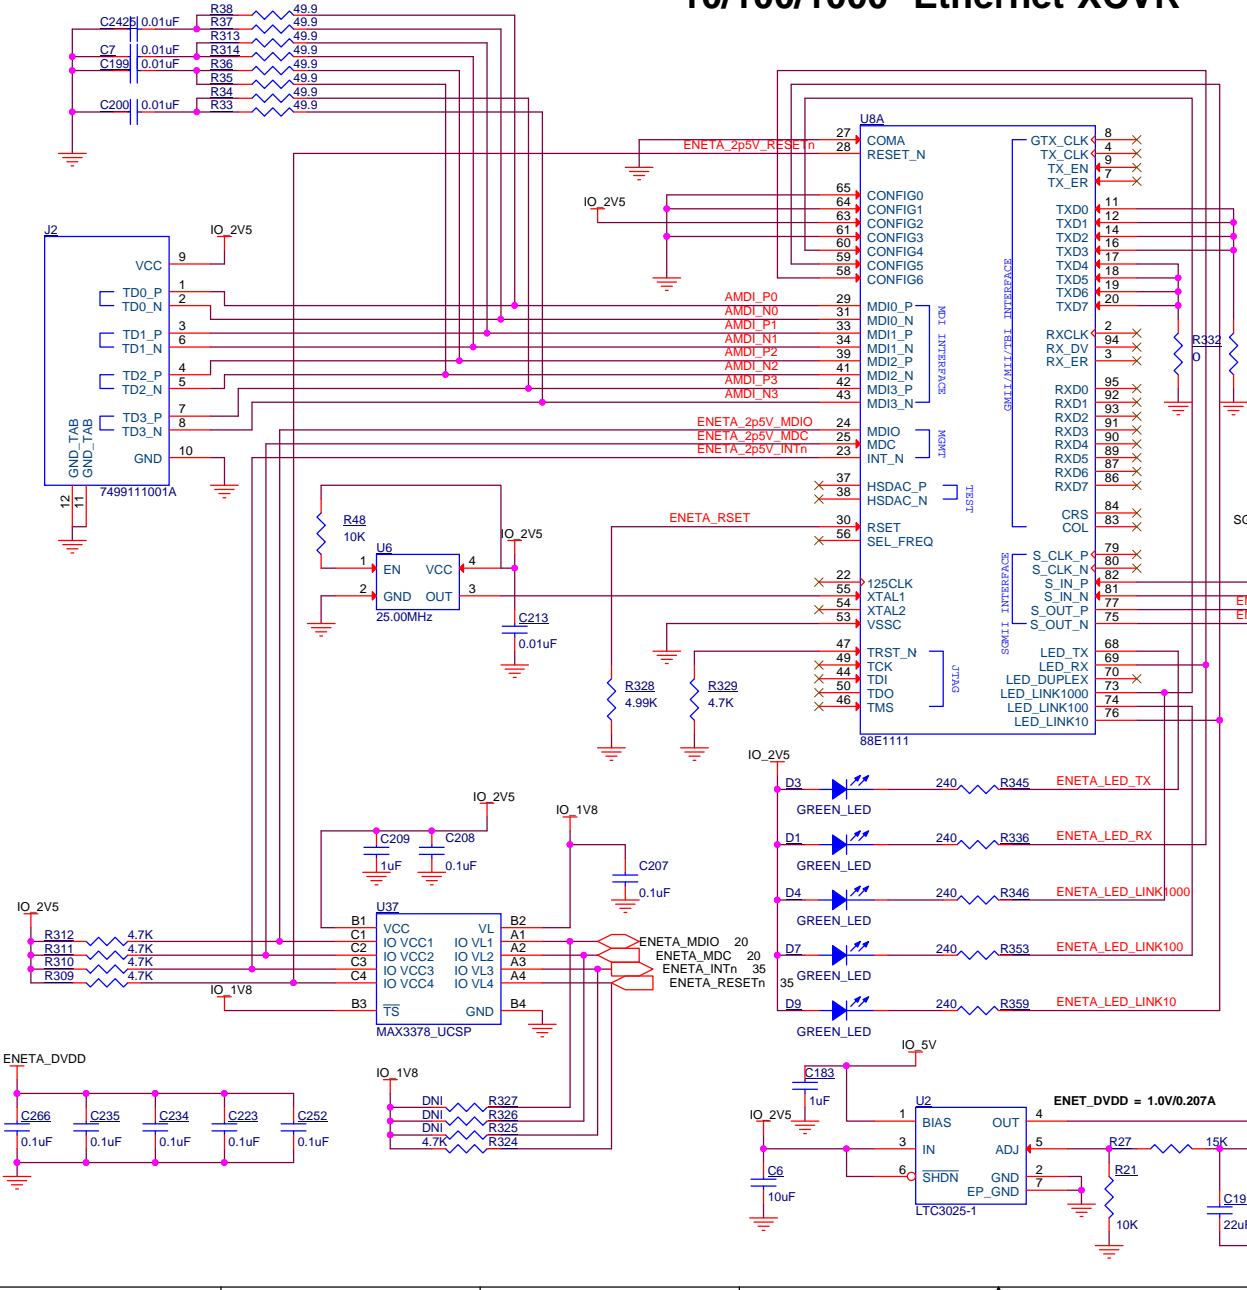 10/100/1000 Ethernet XCVR
R38 49.9
C2425 0.01uF R37 49.9
R313 49.9
C7 0.01uF R314 49.9
C199 0.01uF R36 49.9
R35 49.9
R34 49.9
C200 0.01uF R33 49.9
U8A
27 COMA GTX_CLK 8
ENETA_2p5V_RESETn 28 RESET_N TX_CLK 4
TX_EN 9
TX_ER 7
65 CONFIG0
IO_2V5 64 CONFIG1 TXD0 11
63 CONFIG2 TXD1 12
61 CONFIG3 TXD2 14
60 CONFIG4 TXD3 16
59 CONFIG5 TXD4 17
58 CONFIG6 TXD5 18
TXD6 19
TXD7 20
J2
IO_2V5
VCC 9
TD0_P 1
TD0_N 2
TD1_P 3
TD1_N 6
TD2_P 4
TD2_N 5
TD3_P 7
TD3_N 8
GND 10
GND_TAB
GND_TAB
12
11
7499111001A
AMDI_P0 29 MDI0_P
AMDI_N0 31 MDI0_N
AMDI_P1 33 MDI1_P
AMDI_N1 34 MDI1_N
AMDI_P2 39 MDI2_P
AMDI_N2 41 MDI2_N
AMDI_P3 42 MDI3_P
AMDI_N3 43 MDI3_N
MDI INTERFACE
GMII/MII/TBI INTERFACE
RXCLK 2
RX_DV 94
RX_ER 3
R332
0
RXD0 95
RXD1 92
RXD2 93
RXD3 91
RXD4 90
RXD5 89
RXD6 87
RXD7 86
CRS 84
COL 83
ENETA_2p5V_MDIO 24 MDIO
ENETA_2p5V_MDC 25 MDC
ENETA_2p5V_INTn 23 INT_N
MGMT
37 HSDAC_P
38 HSDAC_N
TEST
ENETA_RSET 30 RSET
56 SEL_FREQ
SG
S_CLK_P 79
S_CLK_N 80
S_IN_P 82
S_IN_N 81
S_OUT_P 77
S_OUT_N 75
SGMII INTERFACE
22 125CLK
55 XTAL1
54 XTAL2
53 VSSC
47 TRST_N
49 TCK
44 TDI
50 TDO
46 TMS
JTAG
LED_TX 68
LED_RX 69
LED_DUPLEX 70
LED_LINK1000 73
LED_LINK100 74
LED_LINK10 76
88E1111
R48
10K
IO_2V5
U6
1 EN VCC 4
2 GND OUT 3
25.00MHz
C213
0.01uF
R328
4.99K
R329
4.7K
IO_2V5
D3 240 R345 ENETA_LED_TX
GREEN_LED
D1 240 R336 ENETA_LED_RX
GREEN_LED
D4 240 R346 ENETA_LED_LINK1000
GREEN_LED
D7 240 R353 ENETA_LED_LINK100
GREEN_LED
D9 240 R359 ENETA_LED_LINK10
GREEN_LED
IO_2V5
IO_1V8
C209
1uF
C208
0.1uF
C207
0.1uF
IO_2V5
R312 4.7K
R311 4.7K
R310 4.7K
R309 4.7K
IO_1V8
U37
B1 VCC VL B2
C1 IO VCC1 IO VL1 A1
C2 IO VCC2 IO VL2 A2
C3 IO VCC3 IO VL3 A3
C4 IO VCC4 IO VL4 A4
B3 TS GND B4
MAX3378_UCSP
ENETA_MDIO 20
ENETA_MDC 20
ENETA_INTn 35
ENETA_RESETn 35
ENETA_DVDD
C266
0.1uF
C235
0.1uF
C234
0.1uF
C223
0.1uF
C252
0.1uF
IO_1V8
DNI R327
DNI R326
DNI R325
4.7K R324
IO_5V
C183
1uF
IO_2V5
C6
10uF
U2
ENET_DVDD = 1.0V/0.207A
1 BIAS OUT 4
3 IN ADJ 5
6 SHDN GND 2
EP_GND 7
LTC3025-1
R27 15K
R21
10K
C19
22uF